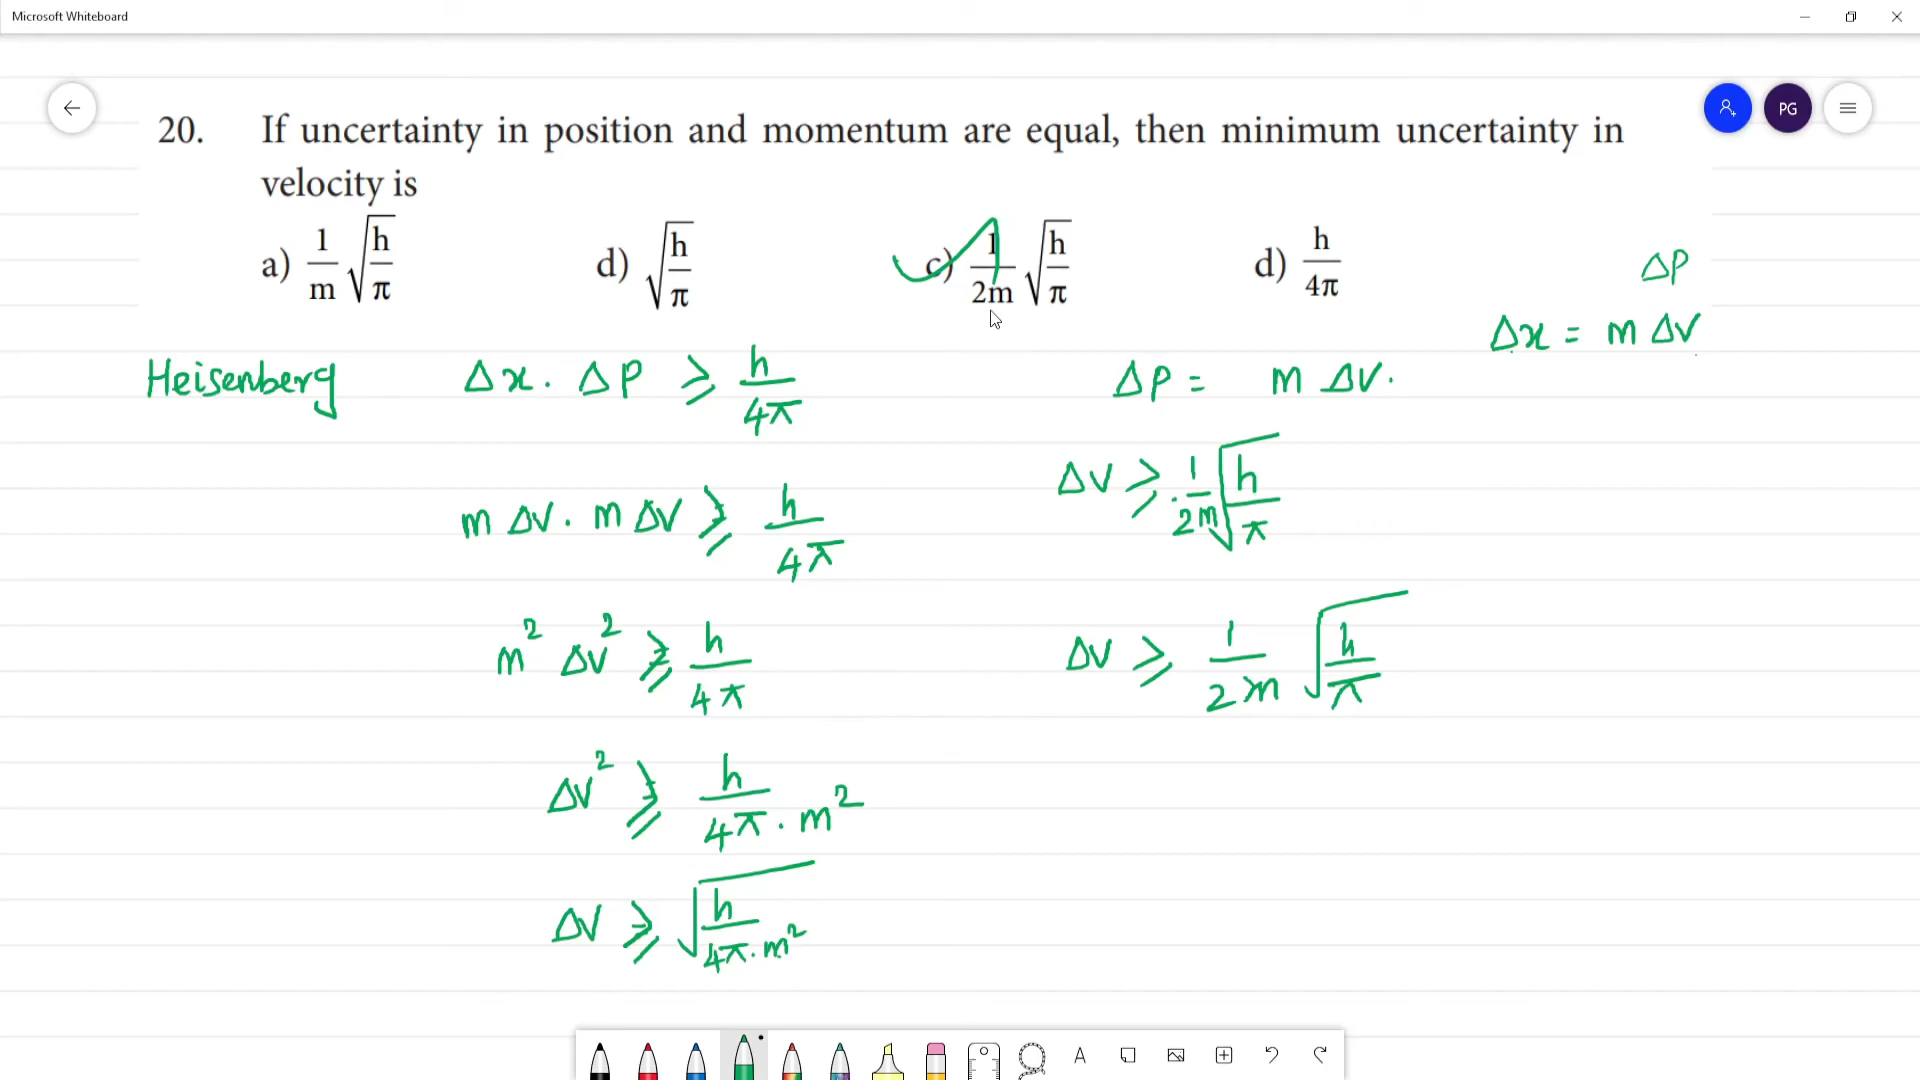 Microsoft Whiteboard
PG
20. If uncertainty in position and momentum are equal, then minimum uncertainty in
velocity is
a) 1/m √(h/π) d) √(h/π) c) 1/2m √(h/π) d) h/4π
ΔP
Δx = m ΔV
Heisenberg Δx . ΔP ≥ h/4π
ΔP = m ΔV.
m ΔV . m ΔV ≥ h/4π
m² ΔV² ≥ h/4π
ΔV² ≥ h/4π . m²
ΔV ≥ √(h/4π . m²)
ΔV ≥ . 1/2m √(h/π)
ΔV ≥ 1/2m √(h/π)
A